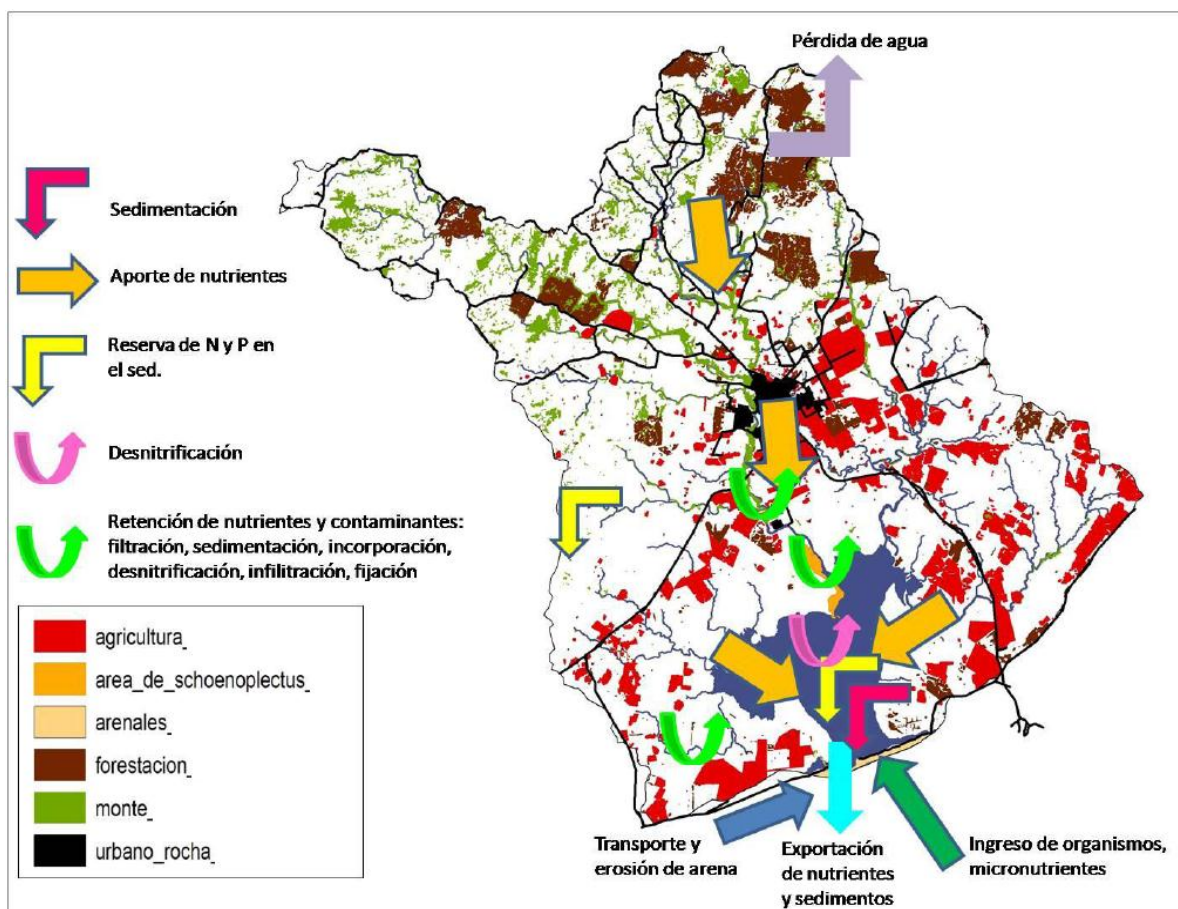 Pérdida de agua
Sedimentación
Aporte de nutrientes
Reserva de N y P en
el sed.
Desnitrificación
Retención de nutrientes y contaminantes:
filtración, sedimentación, incorporación,
desnitrificación, infilitración, fijación
agricultura_
area_de_schoenoplectus_
arenales_
forestacion_
monte_
urbano_rocha_
Transporte y
erosión de arena
Exportación
de nutrientes
y sedimentos
Ingreso de organismos,
micronutrientes